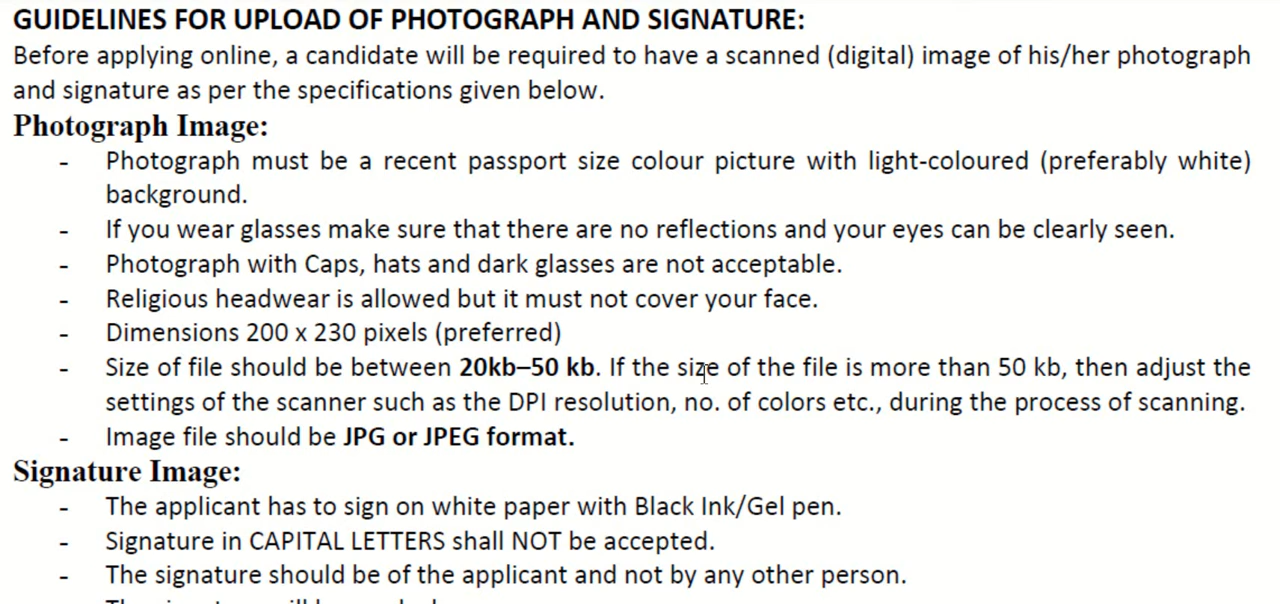 GUIDELINES FOR UPLOAD OF PHOTOGRAPH AND SIGNATURE:
Before applying online, a candidate will be required to have a scanned (digital) image of his/her photograph
and signature as per the specifications given below.
Photograph Image:
- Photograph must be a recent passport size colour picture with light-coloured (preferably white)
background.
- If you wear glasses make sure that there are no reflections and your eyes can be clearly seen.
- Photograph with Caps, hats and dark glasses are not acceptable.
- Religious headwear is allowed but it must not cover your face.
- Dimensions 200 x 230 pixels (preferred)
- Size of file should be between 20kb–50 kb. If the size of the file is more than 50 kb, then adjust the
settings of the scanner such as the DPI resolution, no. of colors etc., during the process of scanning.
- Image file should be JPG or JPEG format.
Signature Image:
- The applicant has to sign on white paper with Black Ink/Gel pen.
- Signature in CAPITAL LETTERS shall NOT be accepted.
- The signature should be of the applicant and not by any other person.